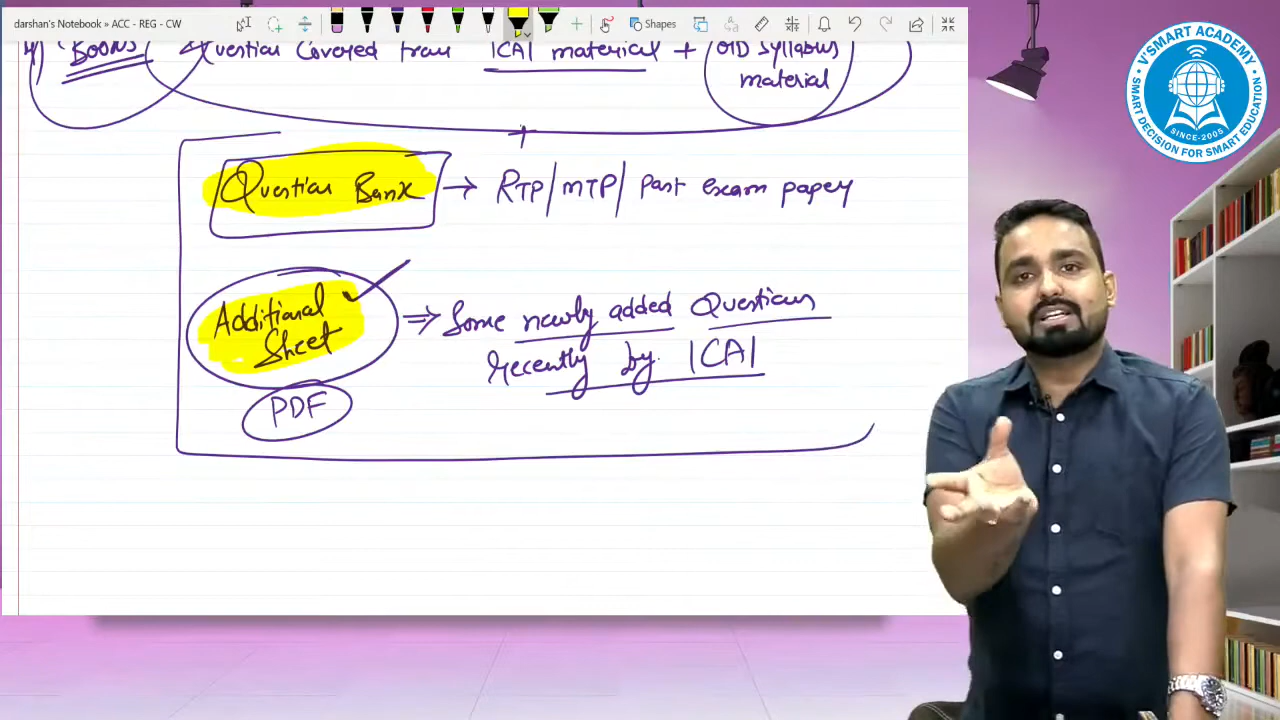 darshan's Notebook » ACC - REG - CW
Shapes
4) Books Question Covered from ICAI material + Old Syllabus
material
Question Bank → RTP/MTP/ Past exam papers
Additional
Sheet
⇒ Some newly added Questions
recently by ICAI
PDF
V'SMART ACADEMY
SINCE-2005
SMART DECISION FOR SMART EDUCATION